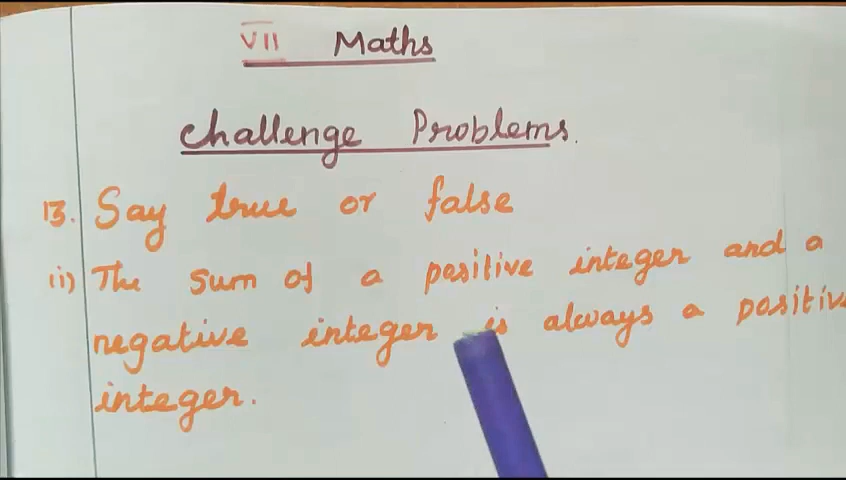 VII Maths
Challenge Problems.
13. Say true or false
(ii) The sum of a positive integer and a
negative integer is always a positive
integer.